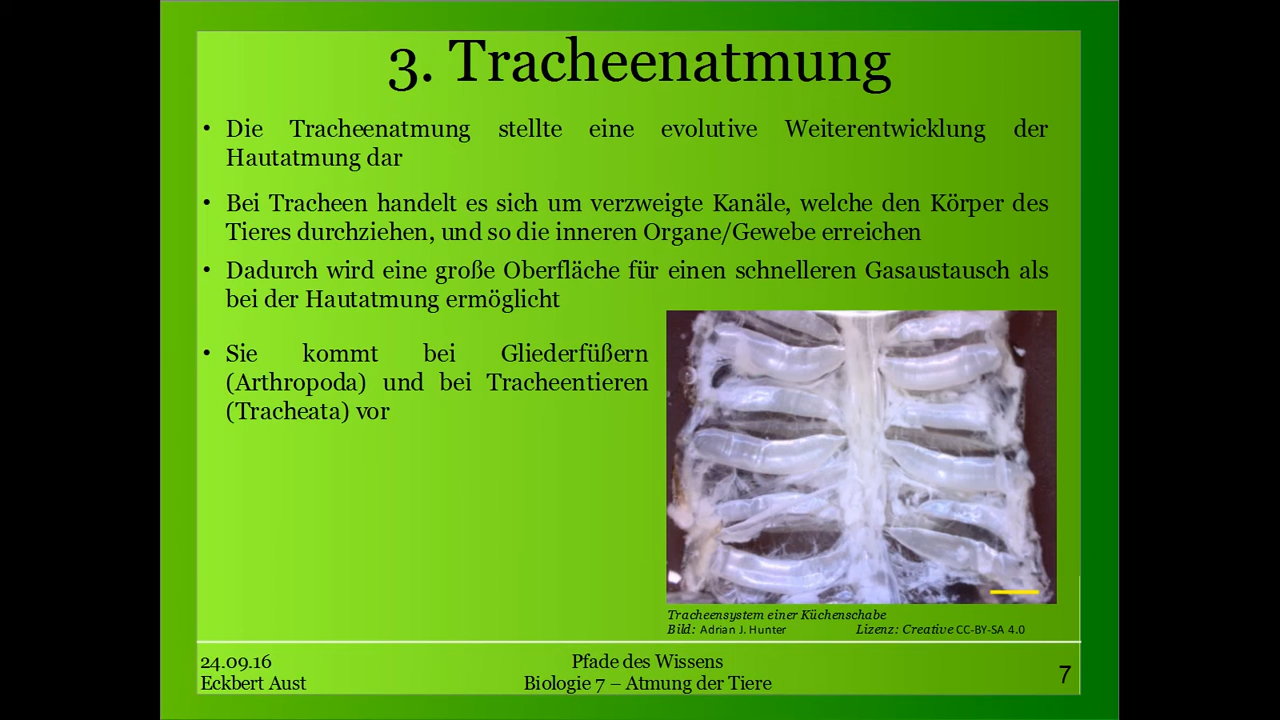 3. Tracheenatmung
• Die Tracheenatmung stellte eine evolutive Weiterentwicklung der
Hautatmung dar
• Bei Tracheen handelt es sich um verzweigte Kanäle, welche den Körper des
Tieres durchziehen, und so die inneren Organe/Gewebe erreichen
• Dadurch wird eine große Oberfläche für einen schnelleren Gasaustausch als
bei der Hautatmung ermöglicht
• Sie kommt bei Gliederfüßern
(Arthropoda) und bei Tracheentieren
(Tracheata) vor
Tracheensystem einer Küchenschabe
Bild: Adrian J. Hunter Lizenz: Creative CC-BY-SA 4.0
24.09.16
Eckbert Aust
Pfade des Wissens
Biologie 7 – Atmung der Tiere
7